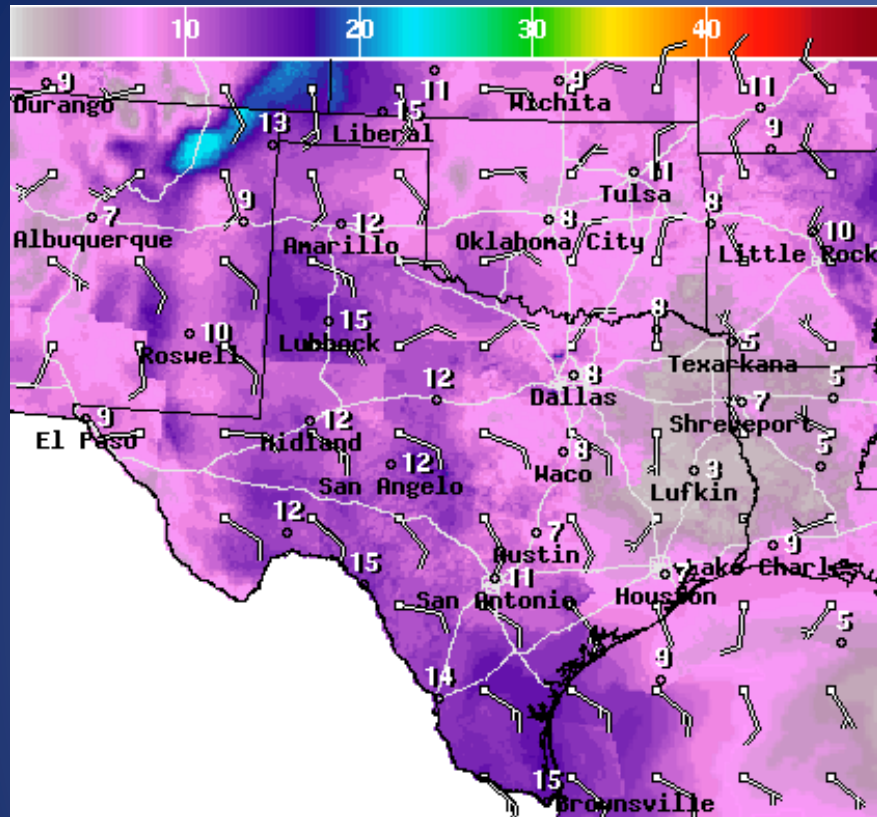 10 20 30 40
9 11 9 11
Durango Wichita
15
Liberal
13 9
11
Tulsa
7 9 12 8 8 10
Albuquerque Amarillo Oklahoma City Little Rock
15 8
10 5
Roswell Lubbock Texarkana
8
12 Dallas 7 5
9 12 Shreveport
El Paso Midland
12 8 3 5
San Angelo Waco Lufkin
12 7 9
Austin Lake Charles
15 11 7
San Antonio Houston
5
9
14
15
Brownsville